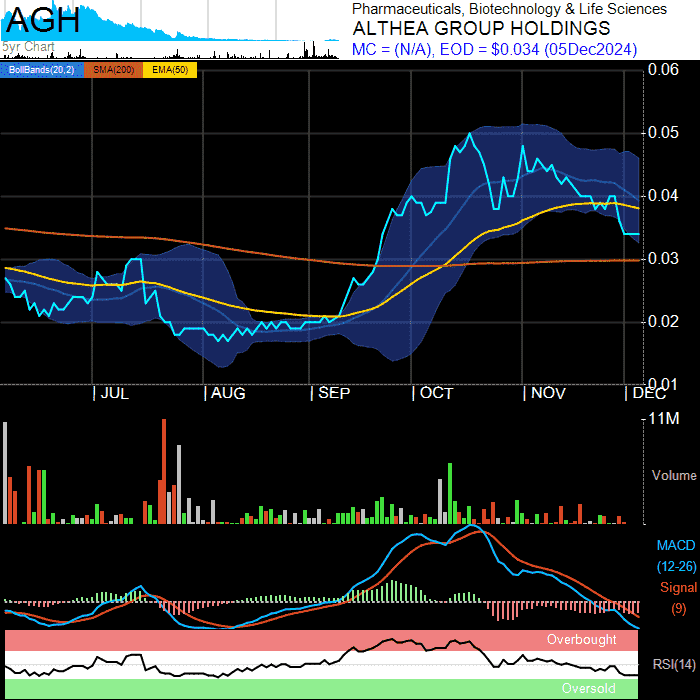 AGH
5yr Chart
Pharmaceuticals, Biotechnology & Life Sciences
ALTHEA GROUP HOLDINGS
MC = (N/A), EOD = $0.034 (05Dec2024)
BollBands(20,2) SMA(200) EMA(50)
0.06
0.05
0.04
0.03
0.02
0.01
JUL AUG SEP OCT NOV DEC
11M
Volume
MACD
(12-26)
Signal
(9)
Overbought
RSI(14)
Oversold